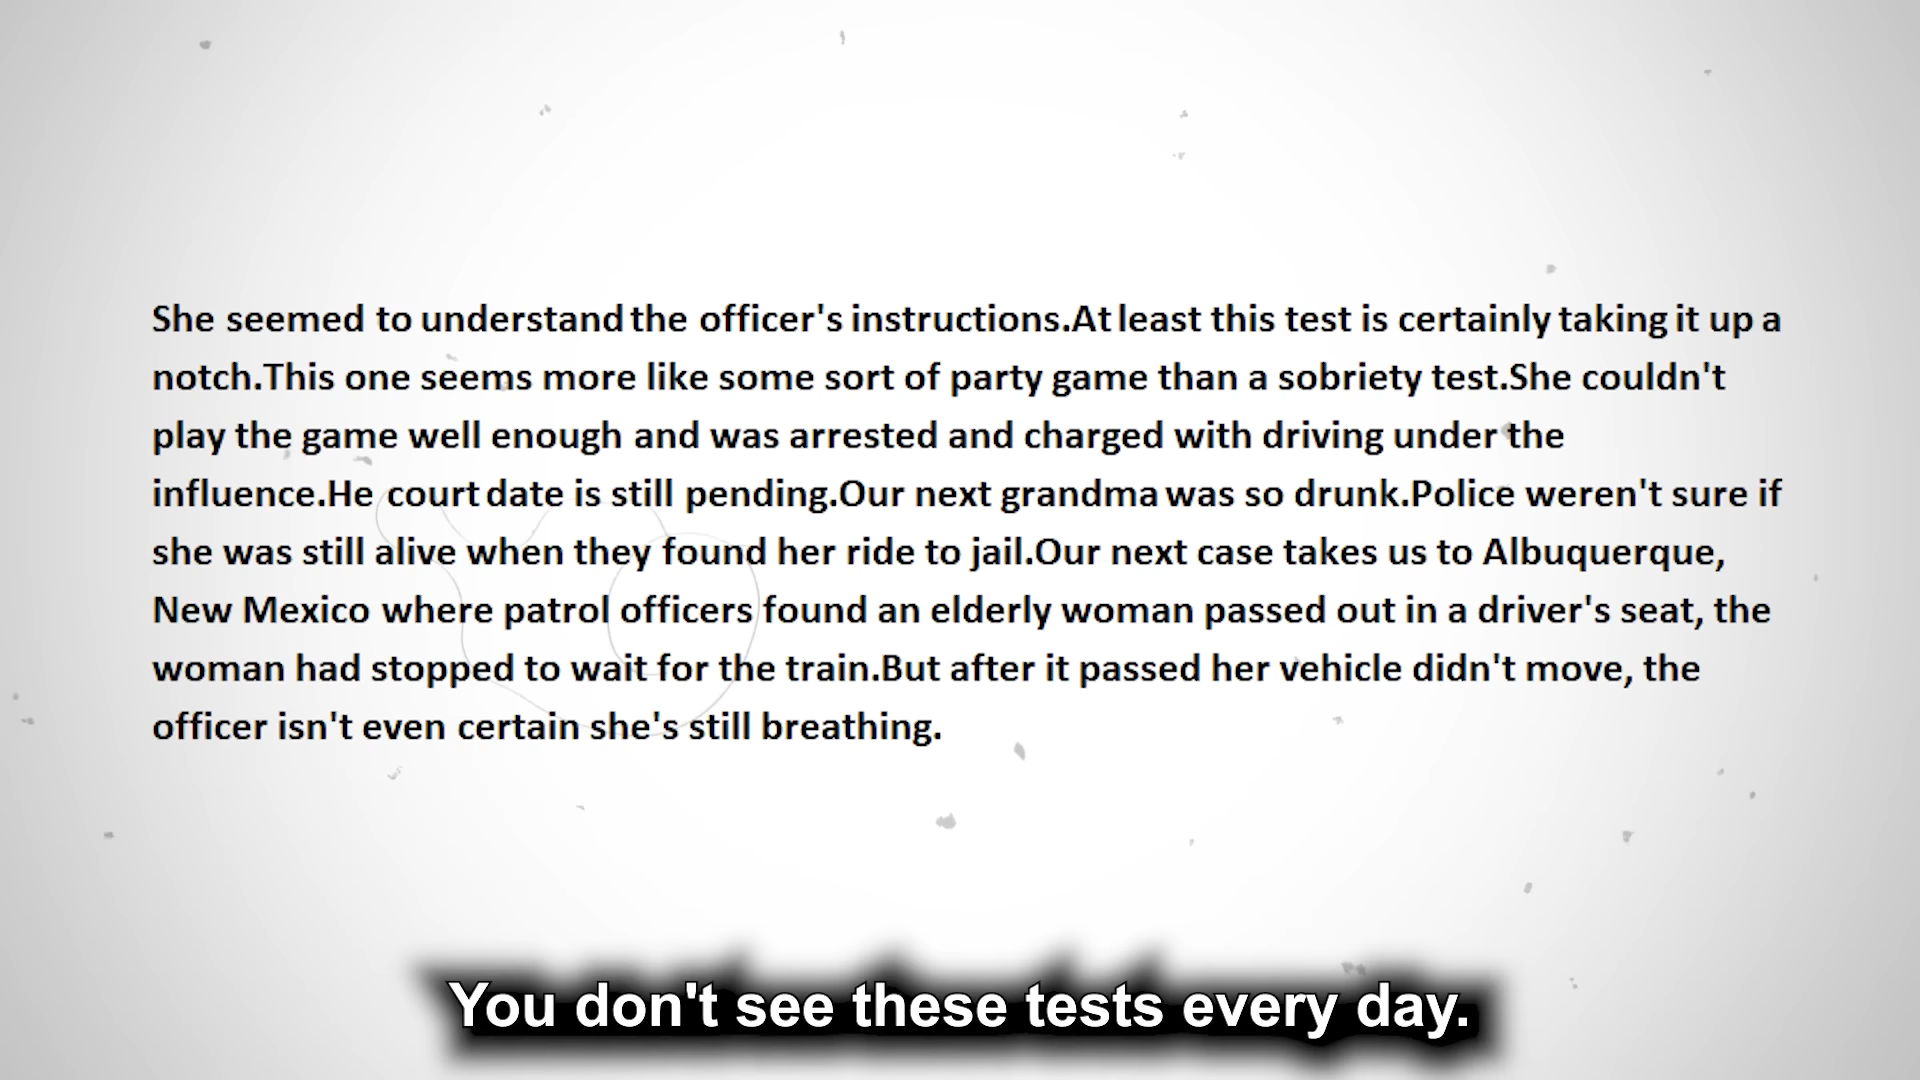 She seemed to understand the officer's instructions.At least this test is certainly taking it up a
notch.This one seems more like some sort of party game than a sobriety test.She couldn't
play the game well enough and was arrested and charged with driving under the
influence.He court date is still pending.Our next grandma was so drunk.Police weren't sure if
she was still alive when they found her ride to jail.Our next case takes us to Albuquerque,
New Mexico where patrol officers found an elderly woman passed out in a driver's seat, the
woman had stopped to wait for the train.But after it passed her vehicle didn't move, the
officer isn't even certain she's still breathing.
You don't see these tests every day.